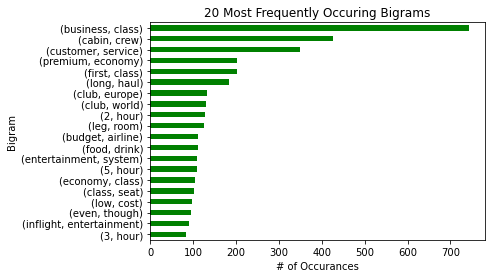 20 Most Frequently Occuring Bigrams
(business, class)
(cabin, crew)
(customer, service)
(premium, economy)
(first, class)
(long, haul)
(club, europe)
(club, world)
(2, hour)
(leg, room)
(budget, airline)
(food, drink)
(entertainment, system)
(5, hour)
(economy, class)
(class, seat)
(low, cost)
(even, though)
(inflight, entertainment)
(3, hour)
Bigram
0 100 200 300 400 500 600 700
# of Occurances